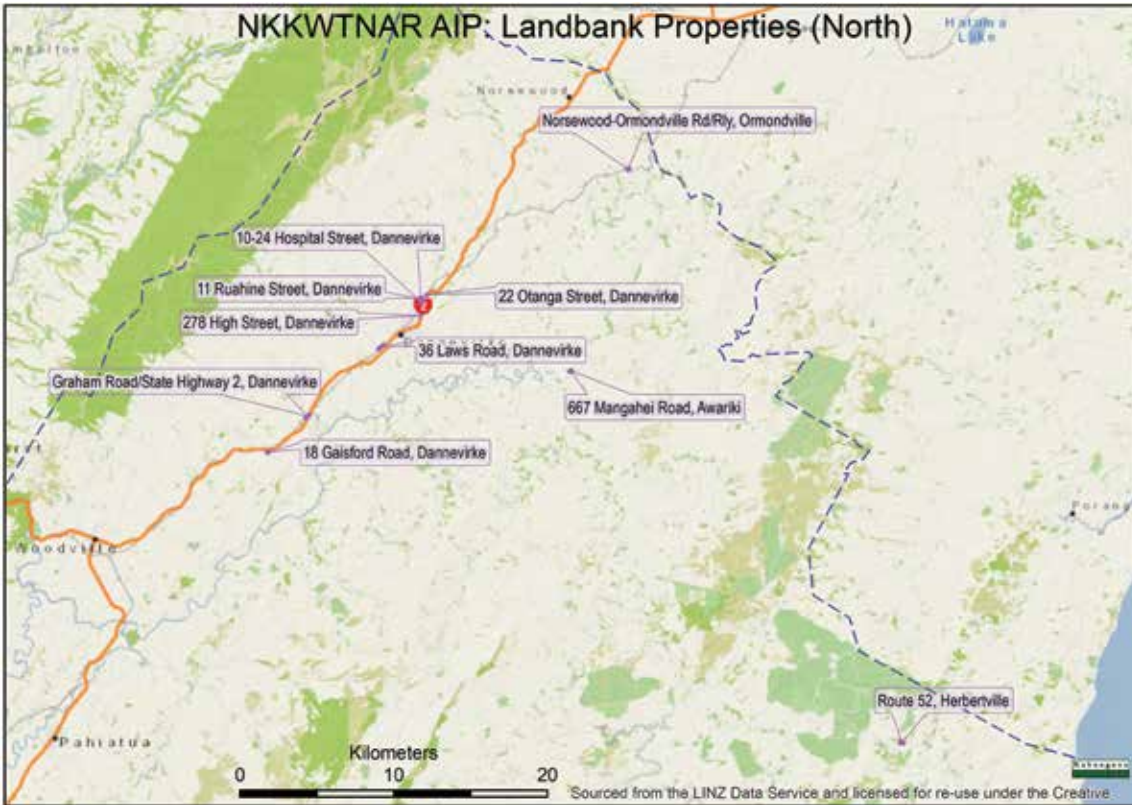 NKKWTNAR AIP: Landbank Properties (North)
Hatuma
Lake
Norsewood
Norsewood-Ormondville Rd/Rly, Ormondville
10-24 Hospital Street, Dannevirke
11 Ruahine Street, Dannevirke
22 Otanga Street, Dannevirke
278 High Street, Dannevirke
36 Laws Road, Dannevirke
Graham Road/State Highway 2, Dannevirke
667 Mangahei Road, Awariki
18 Gaisford Road, Dannevirke
Porang
Woodville
Route 52, Herbertville
Pahiatua
Kilometers
0 10 20
Sourced from the LINZ Data Service and licensed for re-use under the Creative